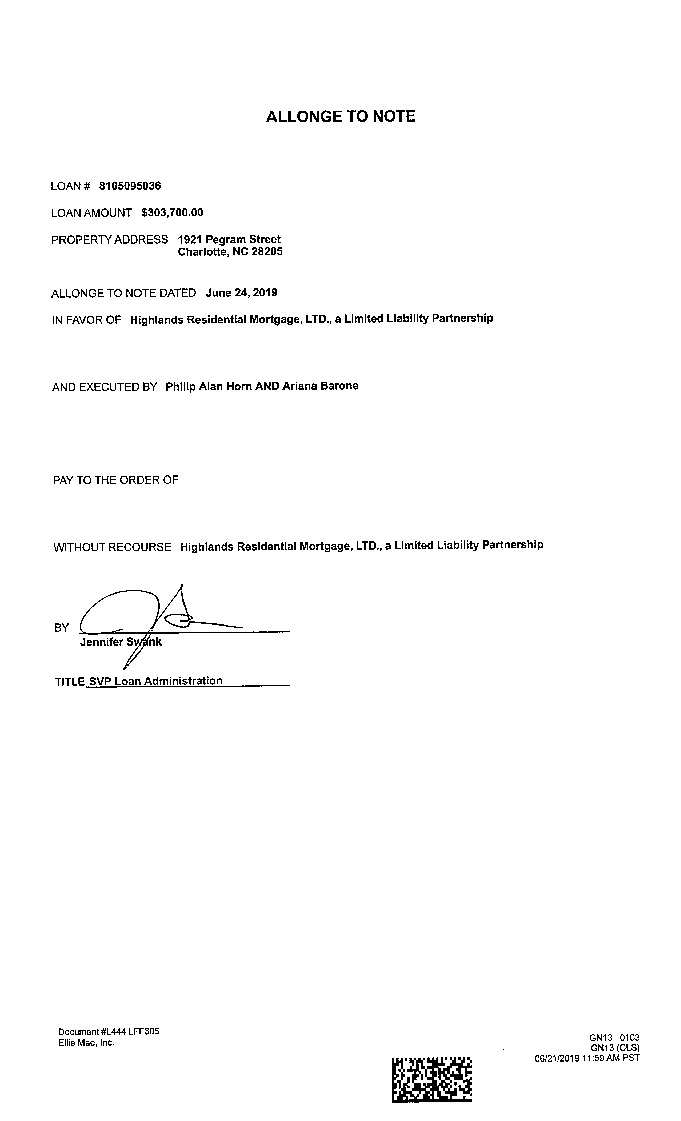 ALLONGE TO NOTE
LOAN # 8105095036
LOAN AMOUNT $303,700.00
PROPERTY ADDRESS 1921 Pegram Street
Charlotte, NC 28205
ALLONGE TO NOTE DATED June 24, 2019
IN FAVOR OF Highlands Residential Mortgage, LTD., a Limited Liability Partnership
AND EXECUTED BY Philip Alan Horn AND Ariana Barone
PAY TO THE ORDER OF
WITHOUT RECOURSE Highlands Residential Mortgage, LTD., a Limited Liability Partnership
BY
Jennifer Swank
TITLE SVP Loan Administration
Document #L444 LFF805
Ellie Mae, Inc.
GN13 0103
GN13 (CLS)
06/21/2019 11:59 AM PST